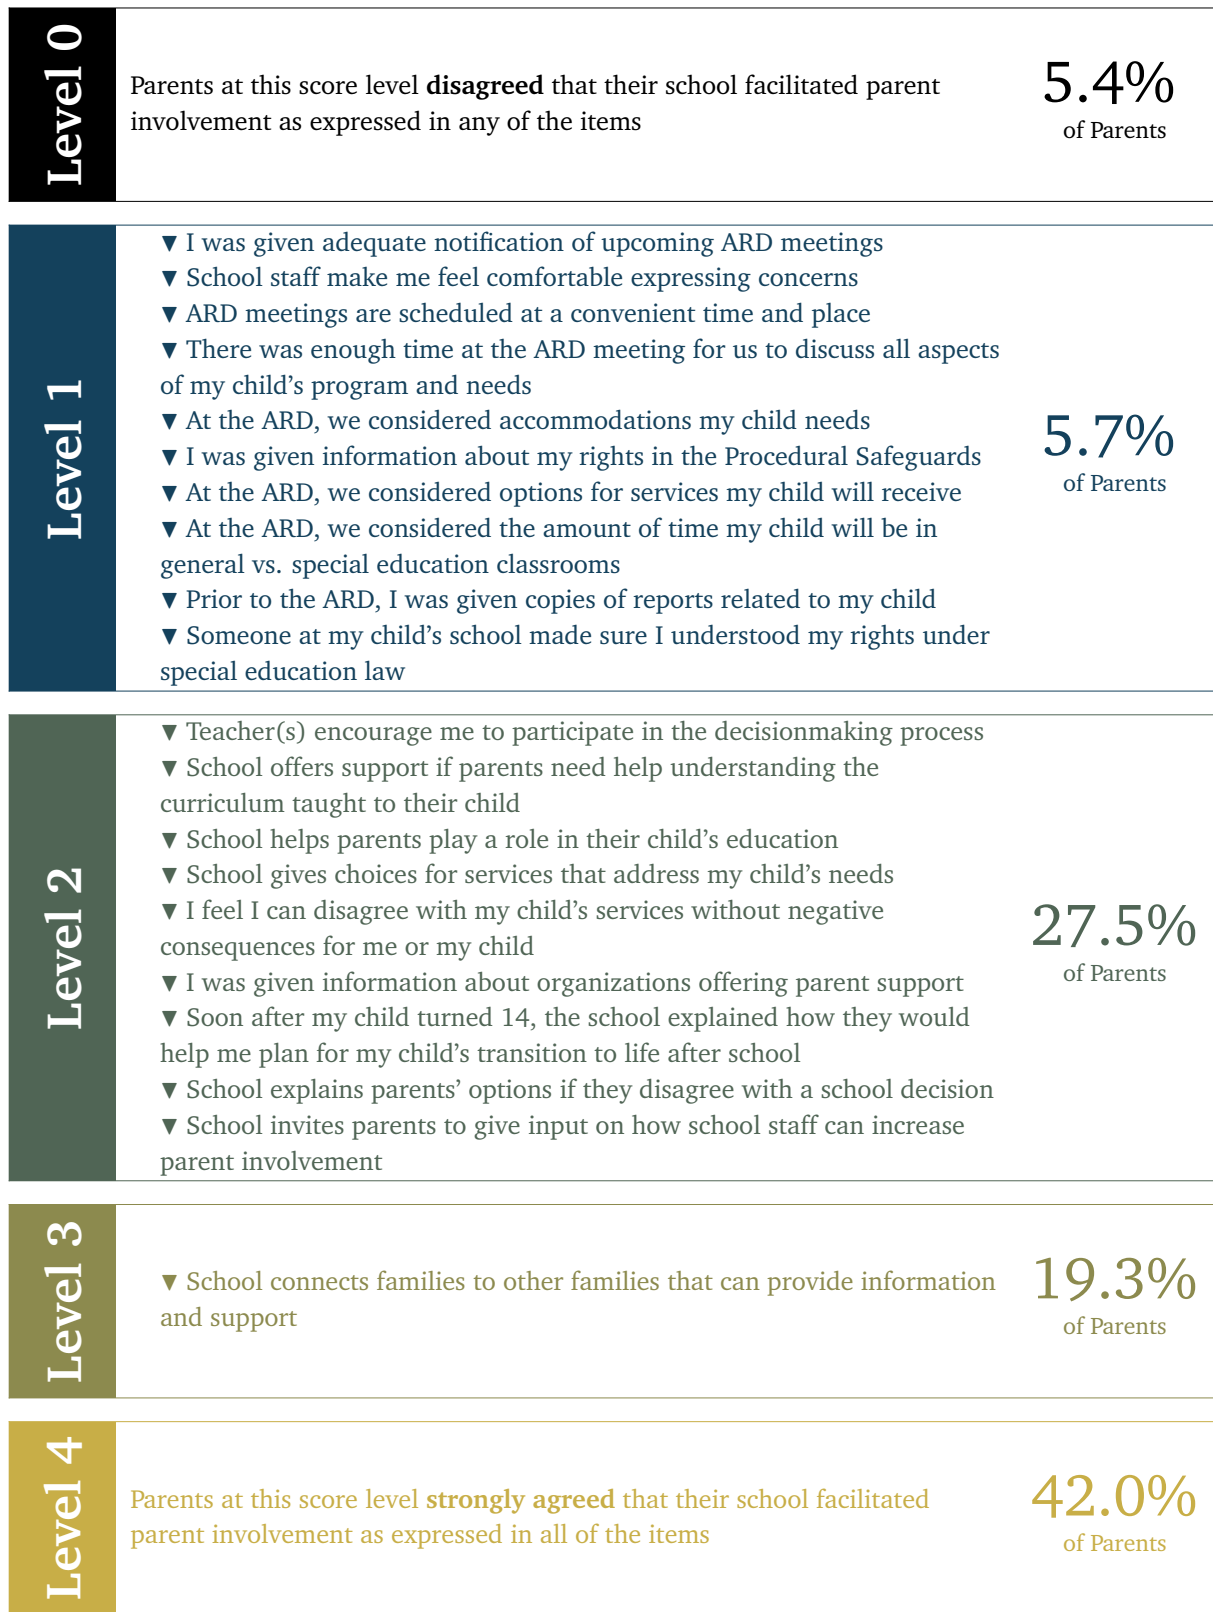 Level 0
Parents at this score level disagreed that their school facilitated parent
involvement as expressed in any of the items
5.4%
of Parents
Level 1
▼ I was given adequate notification of upcoming ARD meetings
▼ School staff make me feel comfortable expressing concerns
▼ ARD meetings are scheduled at a convenient time and place
▼ There was enough time at the ARD meeting for us to discuss all aspects
of my child’s program and needs
▼ At the ARD, we considered accommodations my child needs
▼ I was given information about my rights in the Procedural Safeguards
▼ At the ARD, we considered options for services my child will receive
▼ At the ARD, we considered the amount of time my child will be in
general vs. special education classrooms
▼ Prior to the ARD, I was given copies of reports related to my child
▼ Someone at my child’s school made sure I understood my rights under
special education law
5.7%
of Parents
Level 2
▼ Teacher(s) encourage me to participate in the decisionmaking process
▼ School offers support if parents need help understanding the
curriculum taught to their child
▼ School helps parents play a role in their child’s education
▼ School gives choices for services that address my child’s needs
▼ I feel I can disagree with my child’s services without negative
consequences for me or my child
▼ I was given information about organizations offering parent support
▼ Soon after my child turned 14, the school explained how they would
help me plan for my child’s transition to life after school
▼ School explains parents’ options if they disagree with a school decision
▼ School invites parents to give input on how school staff can increase
parent involvement
27.5%
of Parents
Level 3
▼ School connects families to other families that can provide information
and support
19.3%
of Parents
Level 4
Parents at this score level strongly agreed that their school facilitated
parent involvement as expressed in all of the items
42.0%
of Parents